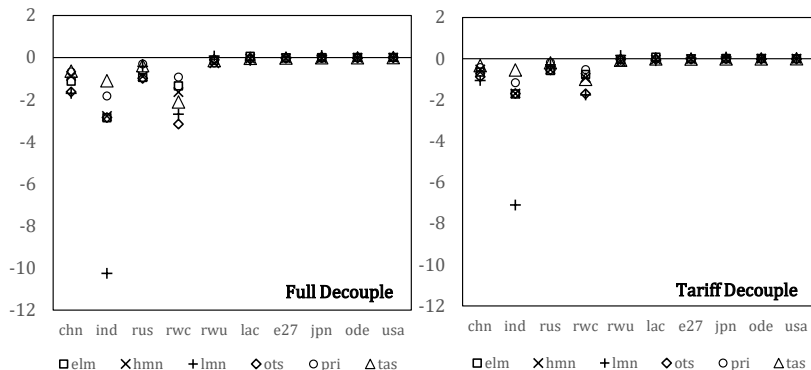 2
0
-2
-4
-6
-8
-10
-12
Full Decouple
chn ind rus rwc rwu lac e27 jpn ode usa
elm hmn lmn ots pri tas
2
0
-2
-4
-6
-8
-10
-12
Tariff Decouple
chn ind rus rwc rwu lac e27 jpn ode usa
elm hmn lmn ots pri tas